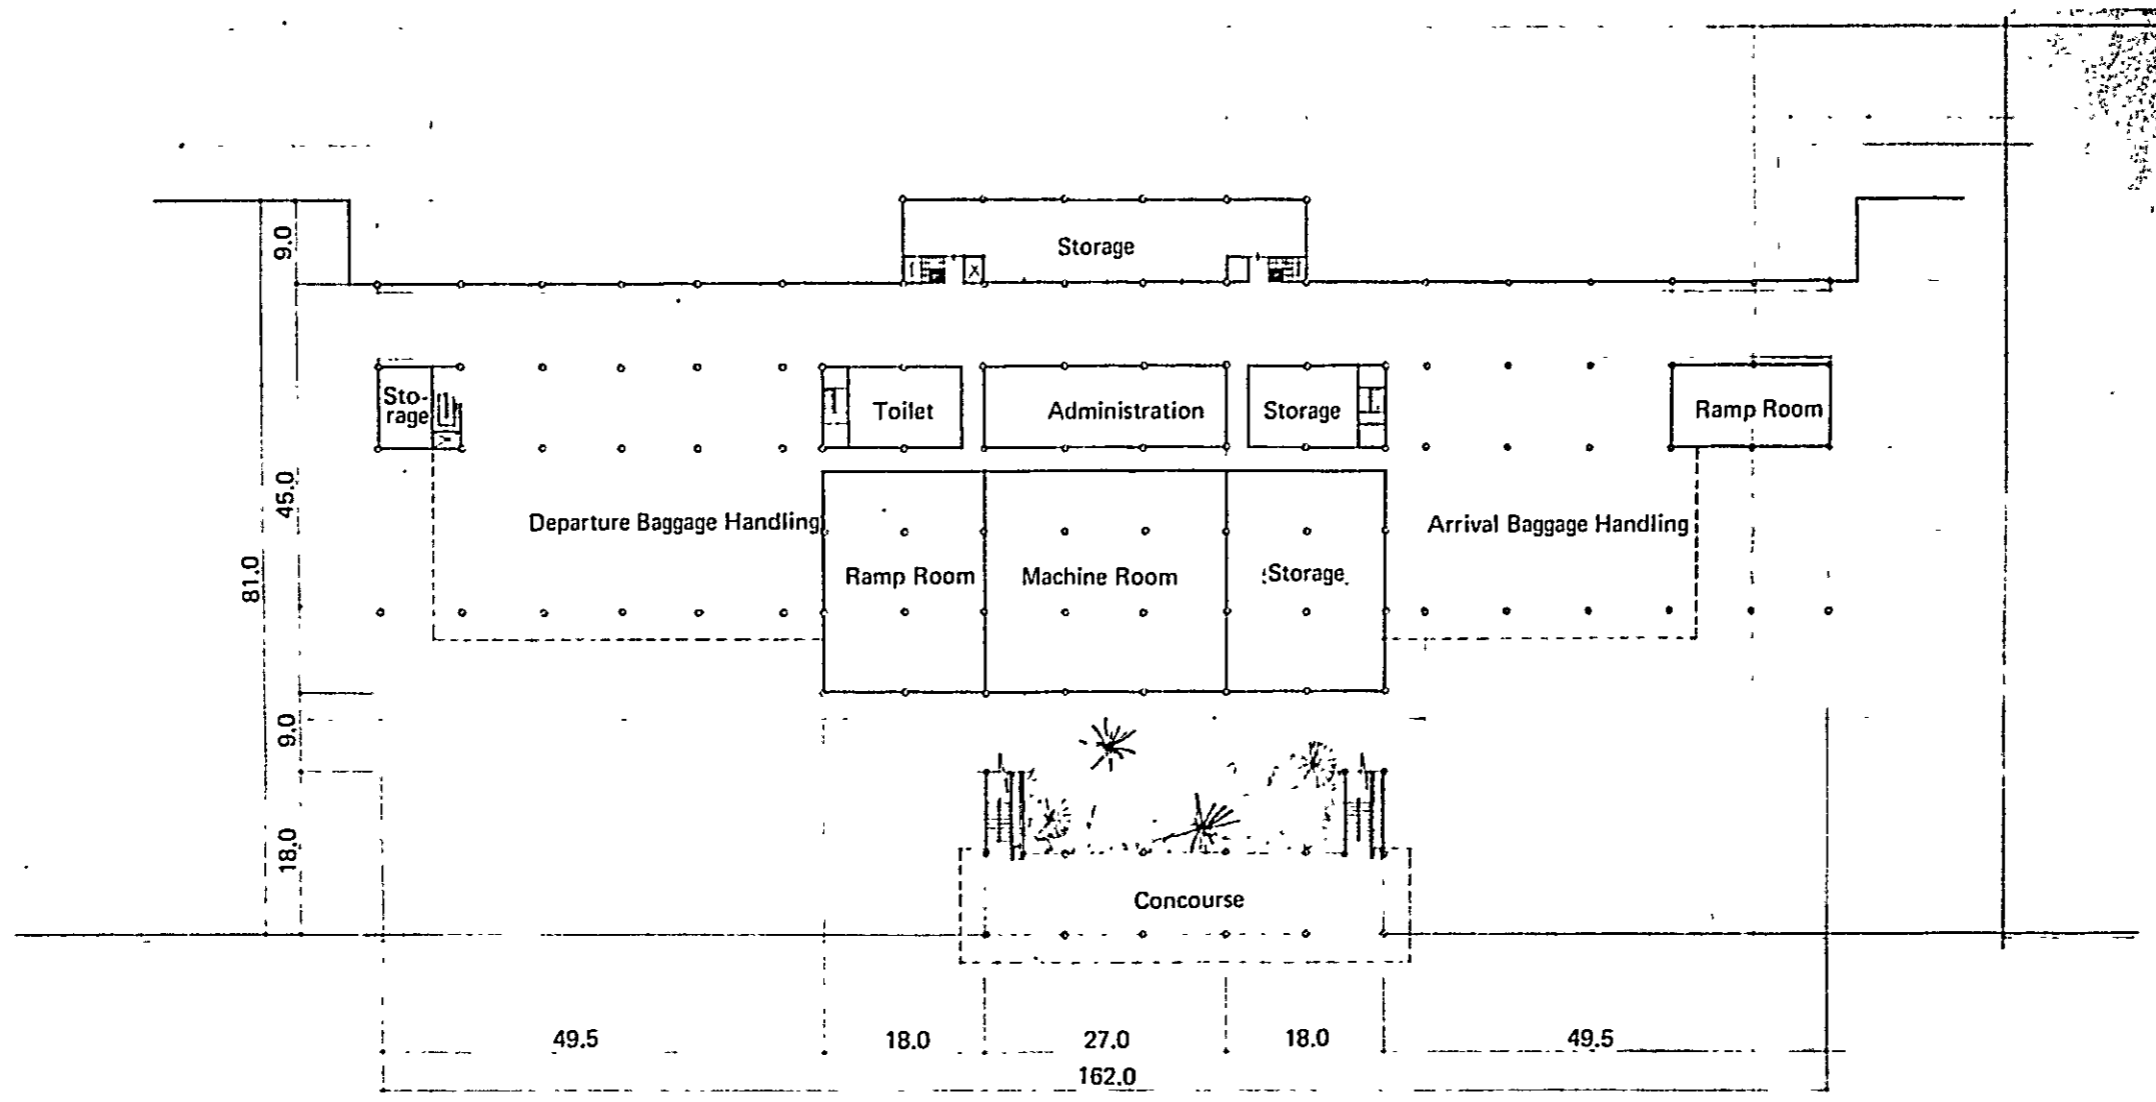 9.0
Storage
X
Sto-
rage
Toilet
Administration
Storage
Ramp Room
45.0
Departure Baggage Handling
Arrival Baggage Handling
81.0
Ramp Room
Machine Room
Storage
9.0
18.0
Concourse
49.5
18.0
27.0
18.0
49.5
162.0